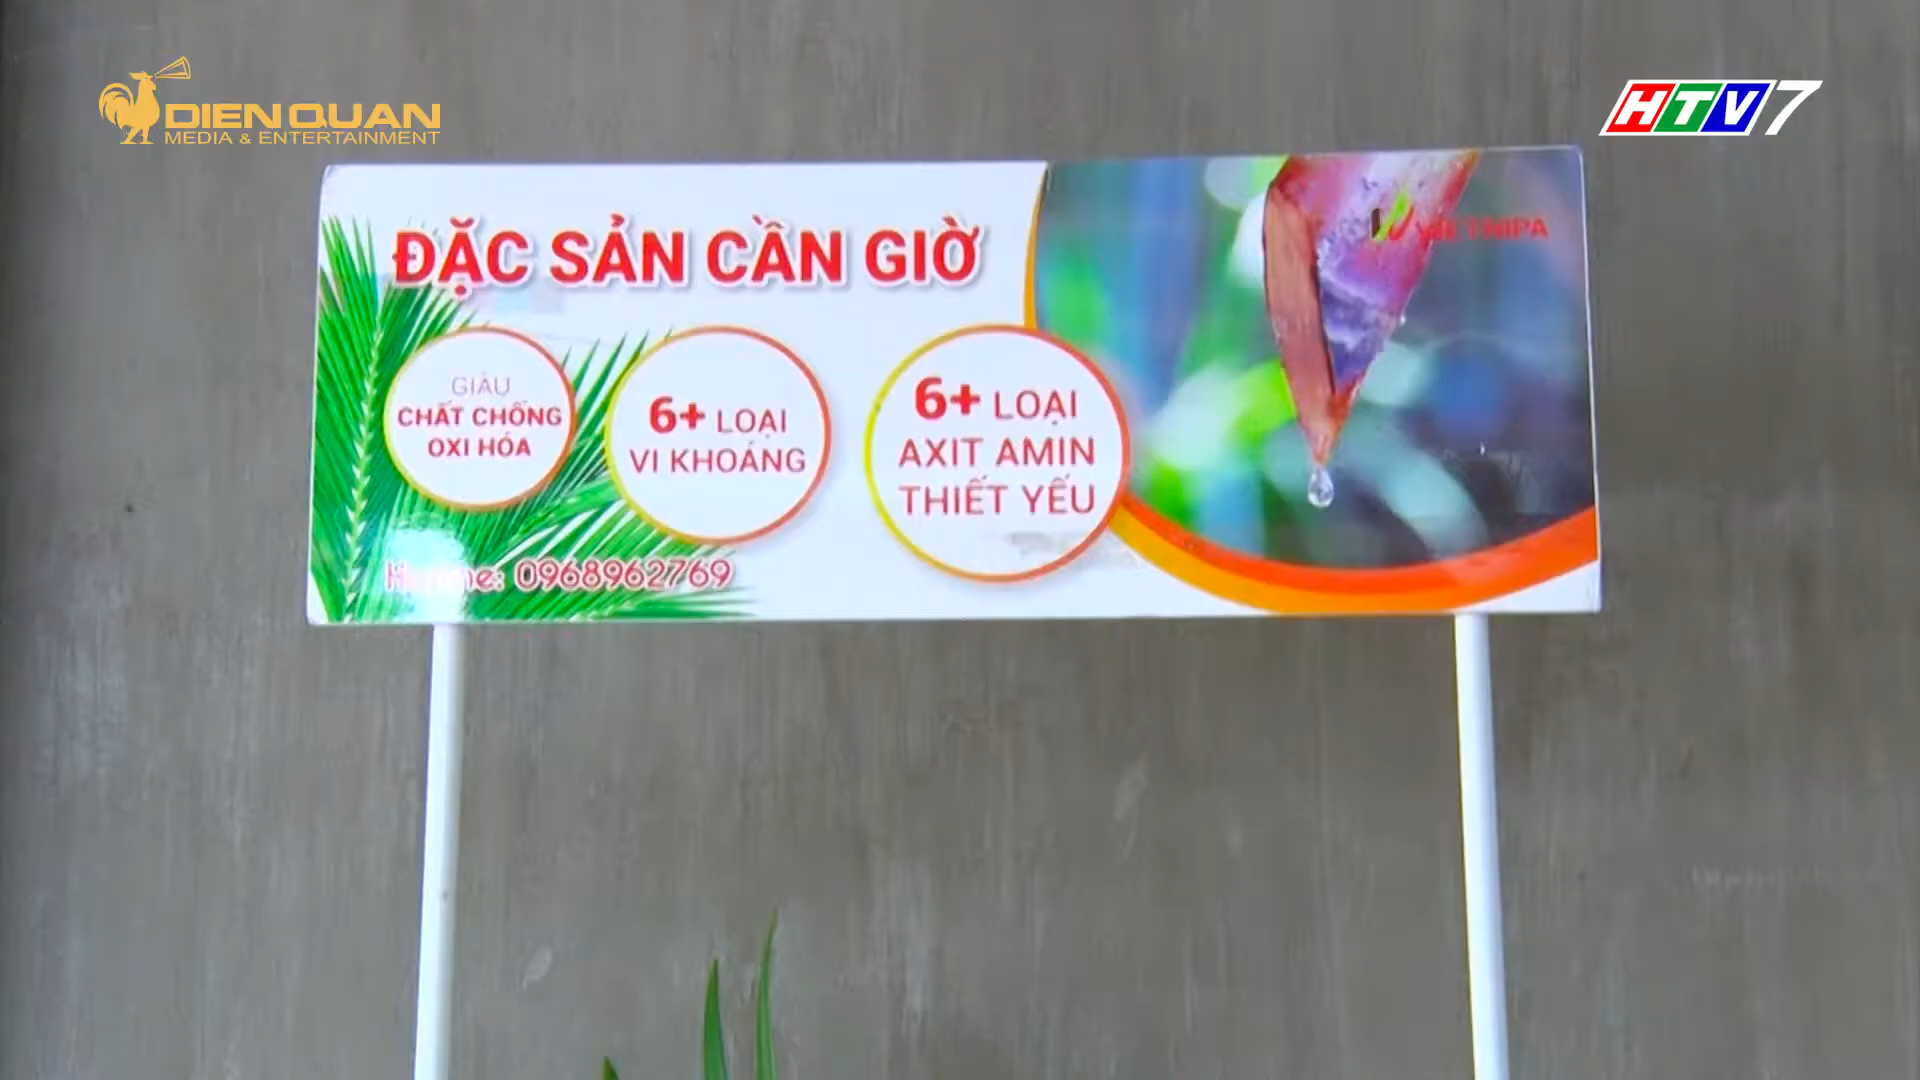 DIEN QUAN
MEDIA & ENTERTAINMENT
HTV7
ĐẶC SẢN CẦN GIỜ
VIETNIPA
GIÀU
CHẤT CHỐNG
OXI HÓA
6+ LOẠI
VI KHOÁNG
6+ LOẠI
AXIT AMIN
THIẾT YẾU
Hotline: 0968962769